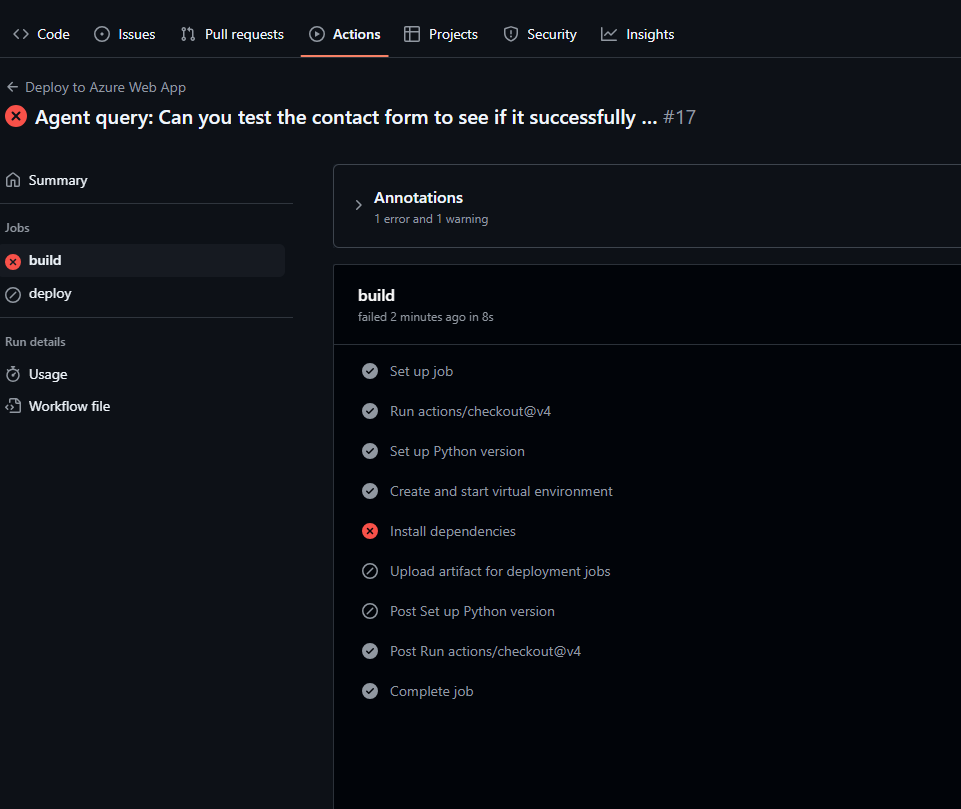 Code Issues Pull requests Actions Projects Security Insights
Deploy to Azure Web App
Agent query: Can you test the contact form to see if it successfully ... #17
Summary
Jobs
build
deploy
Run details
Usage
Workflow file
Annotations
1 error and 1 warning
build
failed 2 minutes ago in 8s
Set up job
Run actions/checkout@v4
Set up Python version
Create and start virtual environment
Install dependencies
Upload artifact for deployment jobs
Post Set up Python version
Post Run actions/checkout@v4
Complete job